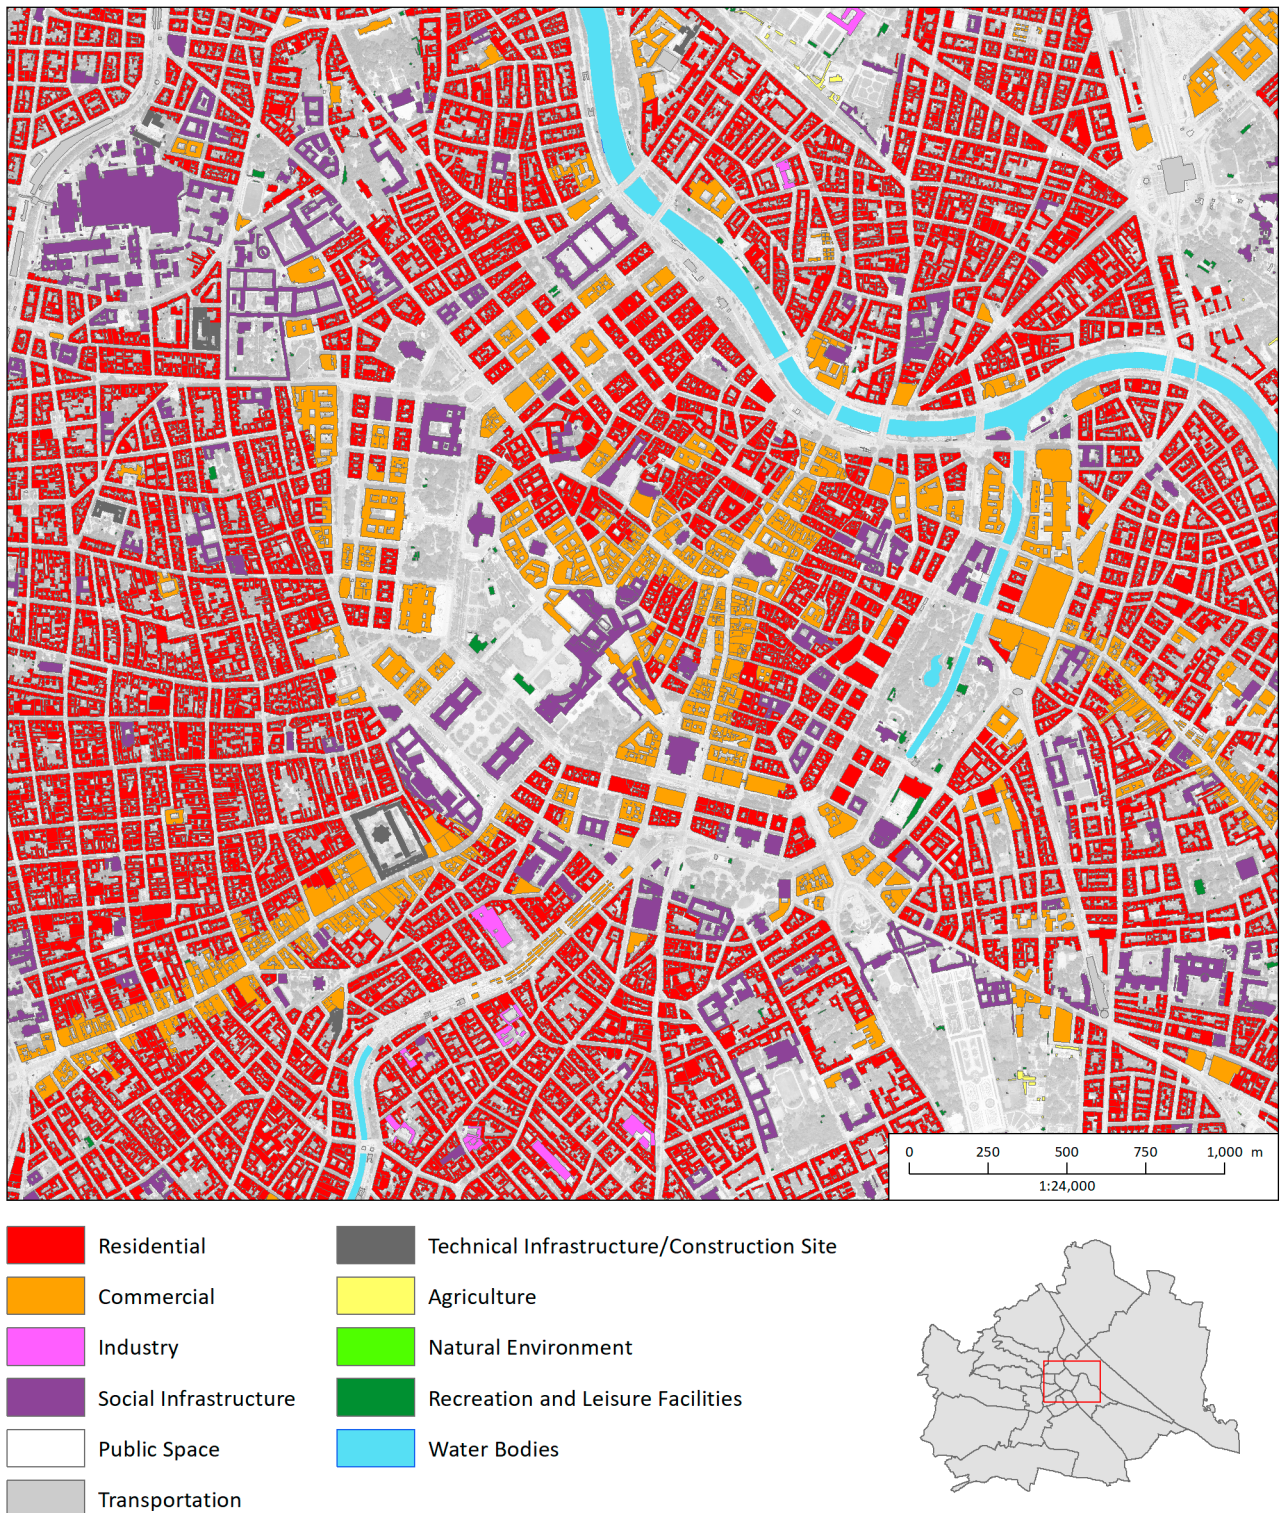 0 250 500 750 1,000 m
1:24,000
Residential
Commercial
Industry
Social Infrastructure
Public Space
Transportation
Technical Infrastructure/Construction Site
Agriculture
Natural Environment
Recreation and Leisure Facilities
Water Bodies